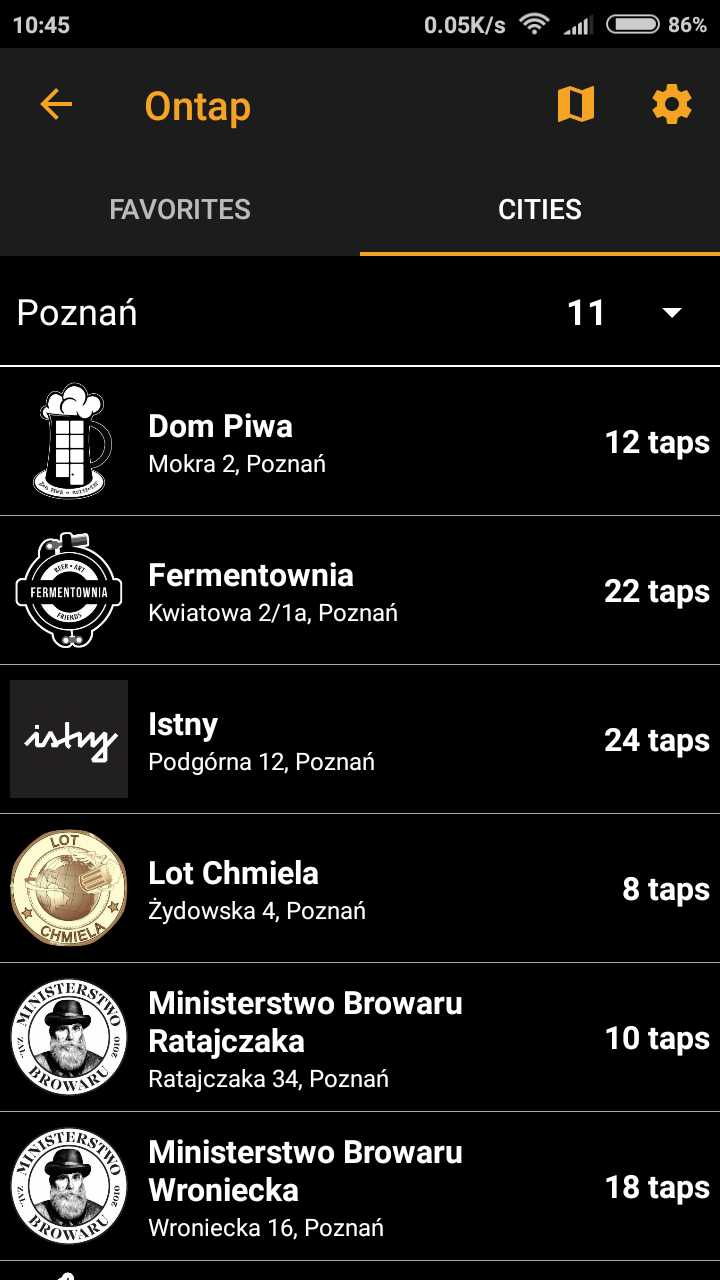 10:45 0.05K/s 86%
Ontap
FAVORITES CITIES
Poznań 11
Dom Piwa
12 taps
Mokra 2, Poznań
BEER • ART
FERMENTOWNIA
FRIENDS
Fermentownia
22 taps
Kwiatowa 2/1a, Poznań
istny
Istny
24 taps
Podgórna 12, Poznań
LOT
CHMIELA
Lot Chmiela
8 taps
Żydowska 4, Poznań
MINISTERSTWO
ZAŁ. 2010
BROWARU
Ministerstwo Browaru
Ratajczaka
10 taps
Ratajczaka 34, Poznań
MINISTERSTWO
ZAŁ. 2010
BROWARU
Ministerstwo Browaru
Wroniecka
18 taps
Wroniecka 16, Poznań